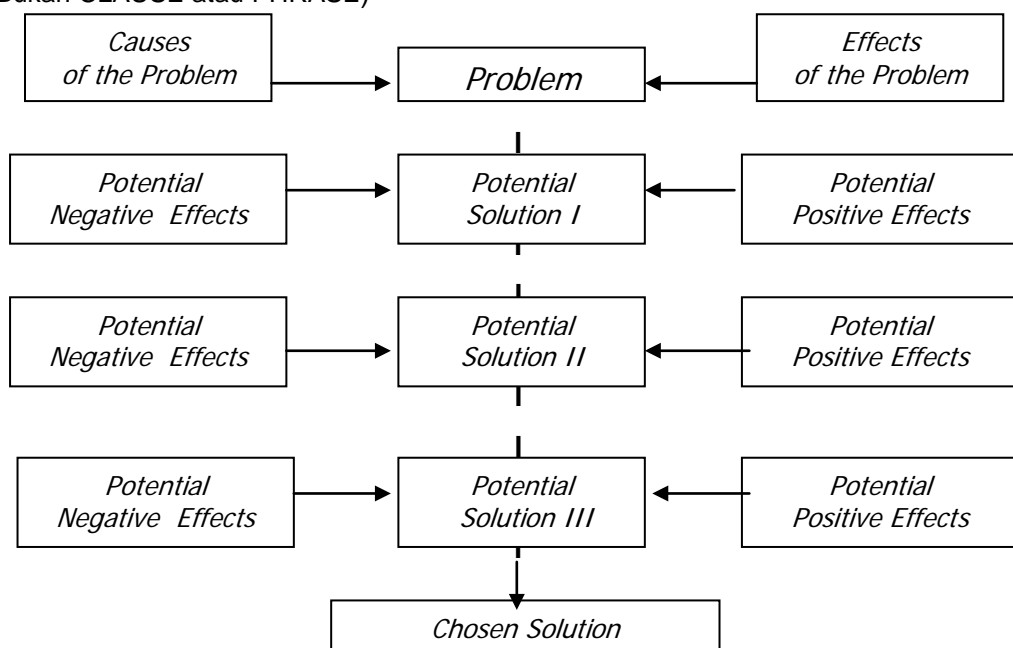 Bukan CLAUSE atau PHRASE)
Causes
of the Problem
Problem
Effects
of the Problem
Potential
Negative Effects
Potential
Solution I
Potential
Positive Effects
Potential
Negative Effects
Potential
Solution II
Potential
Positive Effects
Potential
Negative Effects
Potential
Solution III
Potential
Positive Effects
Chosen Solution